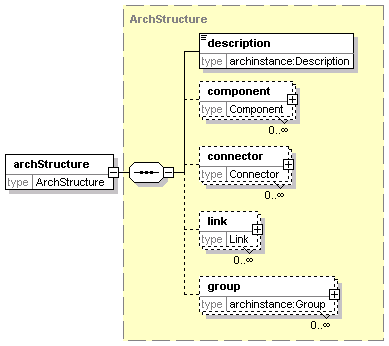 ArchStructure
description
type archinstance:Description
component
type Component
0..∞
archStructure
type ArchStructure
connector
type Connector
0..∞
link
type Link
0..∞
group
type archinstance:Group
0..∞